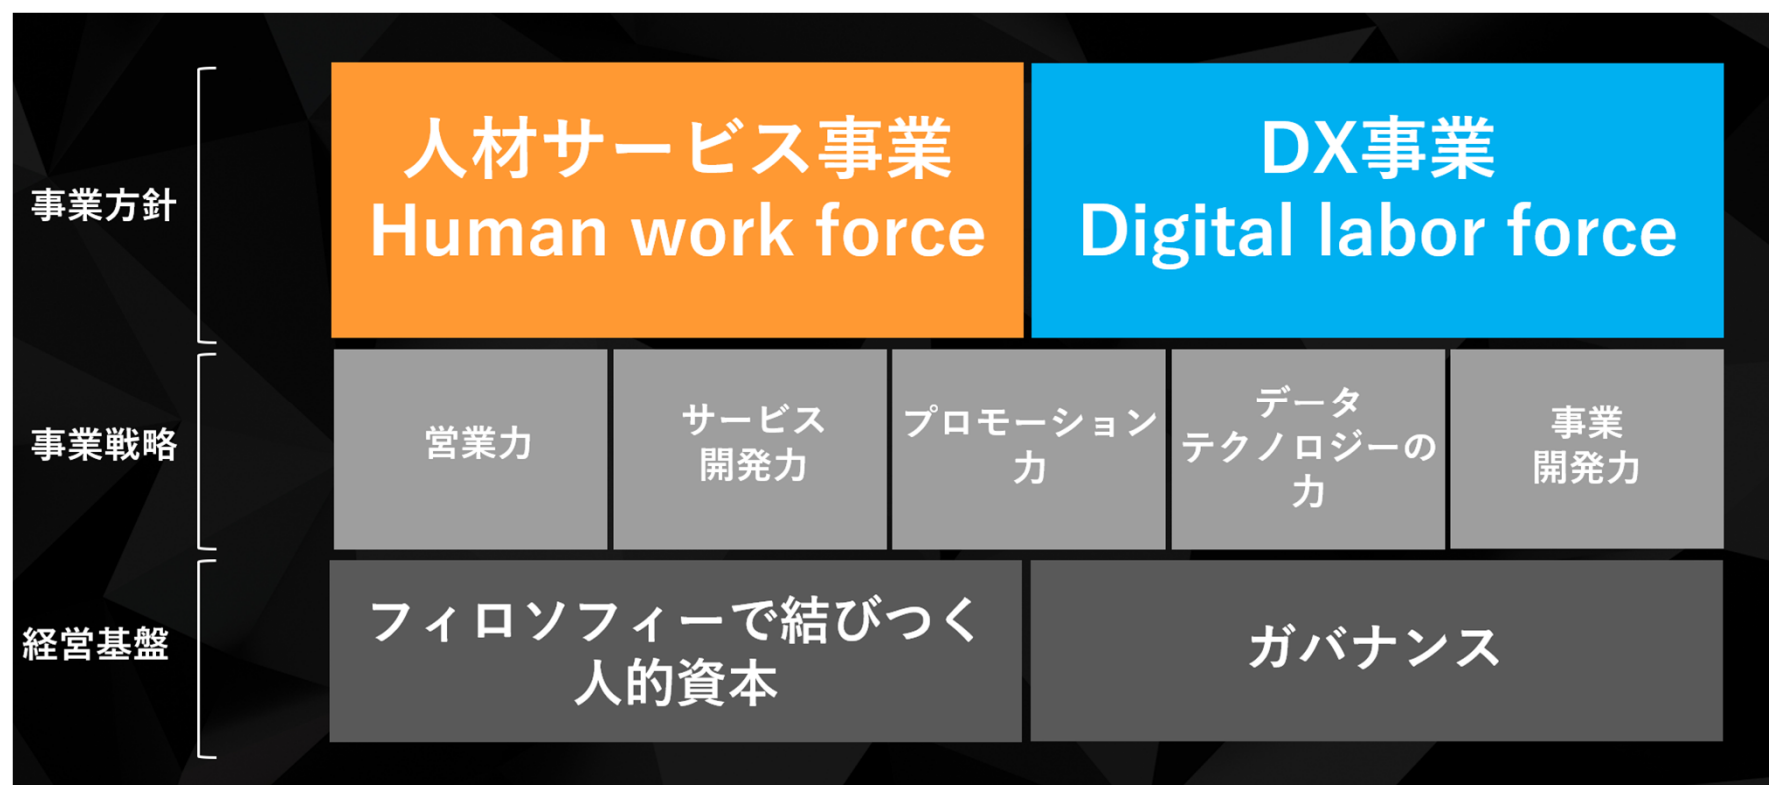 事業方針
人材サービス事業
Human work force
DX事業
Digital labor force
事業戦略
営業力
サービス
開発力
プロモーション
力
データ
テクノロジーの
力
事業
開発力
経営基盤
フィロソフィーで結びつく
人的資本
ガバナンス